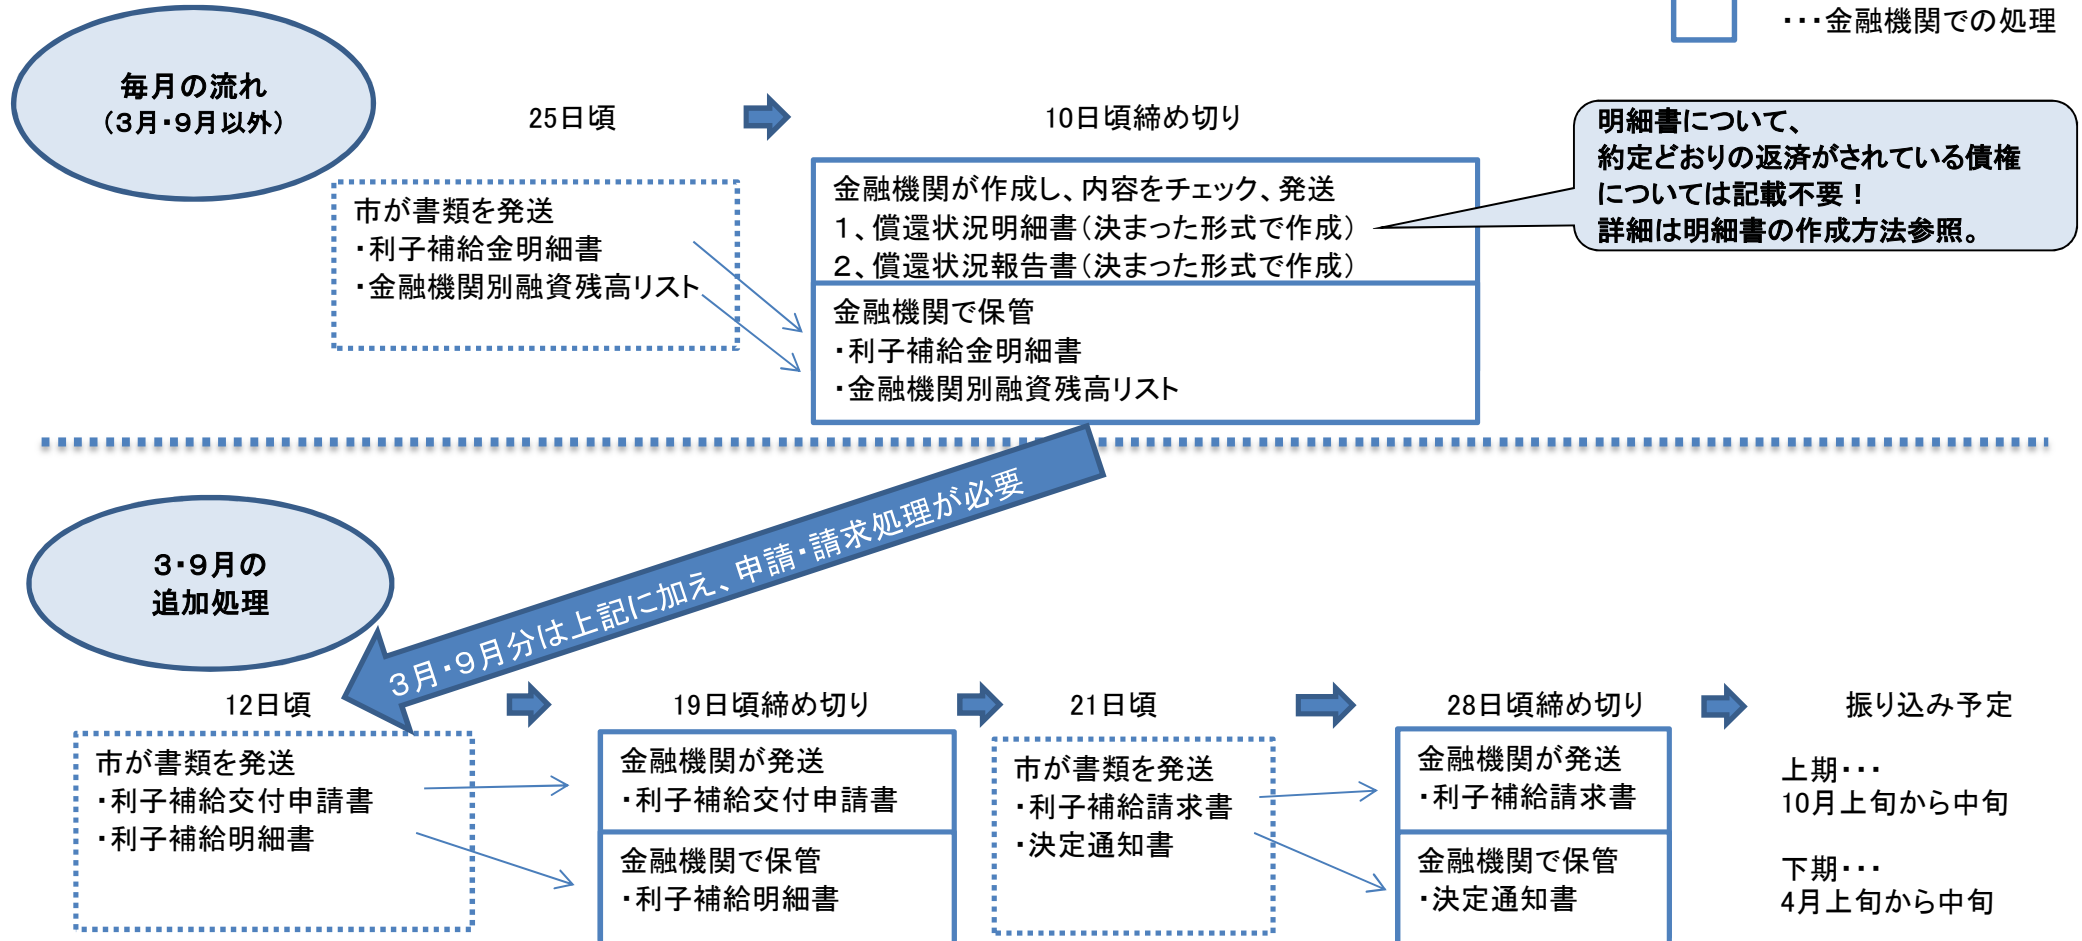 ・・・金融機関での処理
毎月の流れ
（３月・９月以外）
25日頃
10日頃締め切り
明細書について、
約定どおりの返済がされている債権
については記載不要！
詳細は明細書の作成方法参照。
市が書類を発送
・利子補給金明細書
・金融機関別融資残高リスト
金融機関が作成し、内容をチェック、発送
１、償還状況明細書（決まった形式で作成）
２、償還状況報告書（決まった形式で作成）
金融機関で保管
・利子補給金明細書
・金融機関別融資残高リスト
３月・９月分は上記に加え、申請・請求処理が必要
３・９月の
追加処理
12日頃
19日頃締め切り
21日頃
28日頃締め切り
振り込み予定
市が書類を発送
・利子補給交付申請書
・利子補給明細書
金融機関が発送
・利子補給交付申請書
金融機関で保管
・利子補給明細書
市が書類を発送
・利子補給請求書
・決定通知書
金融機関が発送
・利子補給請求書
金融機関で保管
・決定通知書
上期・・・
10月上旬から中旬
下期・・・
4月上旬から中旬